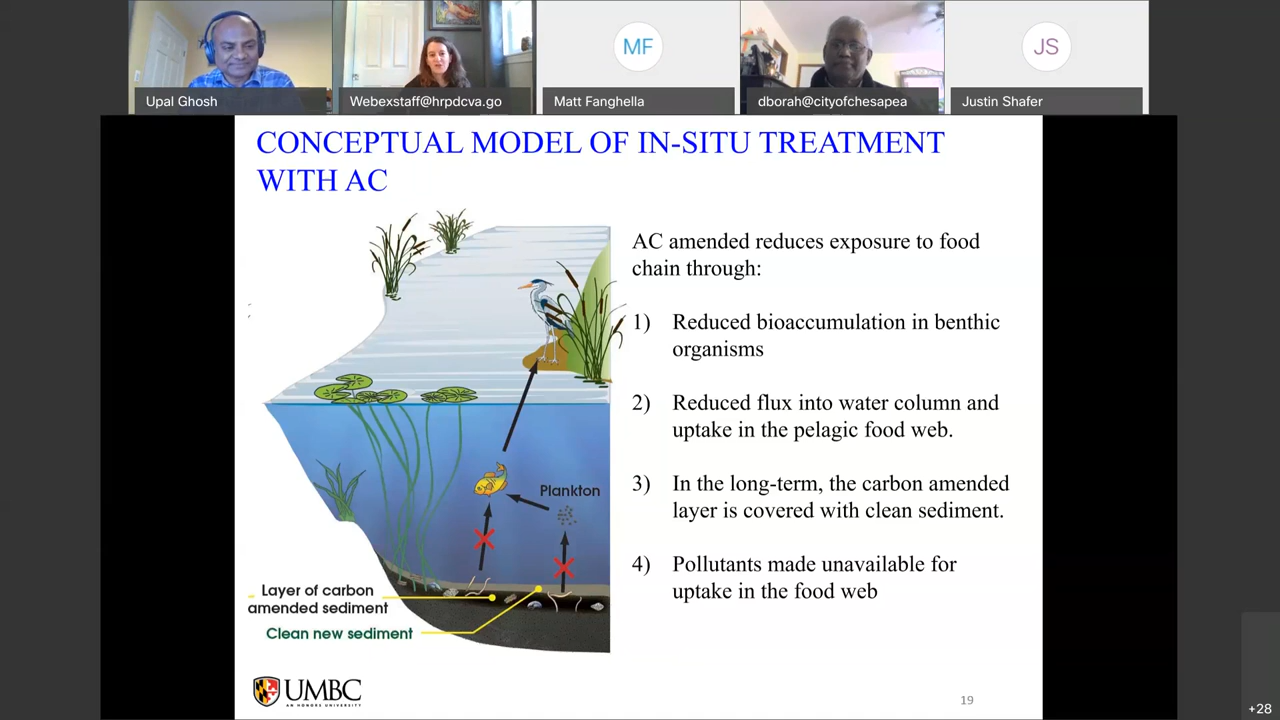 MF
JS
Upal Ghosh
Webexstaff@hrpdcva.go
Matt Fanghella
dborah@cityofchesapea
Justin Shafer
CONCEPTUAL MODEL OF IN-SITU TREATMENT
WITH AC
AC amended reduces exposure to food
chain through:
1) Reduced bioaccumulation in benthic
organisms
2) Reduced flux into water column and
uptake in the pelagic food web.
3) In the long-term, the carbon amended
layer is covered with clean sediment.
4) Pollutants made unavailable for
uptake in the food web
Plankton
Layer of carbon
amended sediment
Clean new sediment
UMBC
AN HONORS UNIVERSITY
19
+28